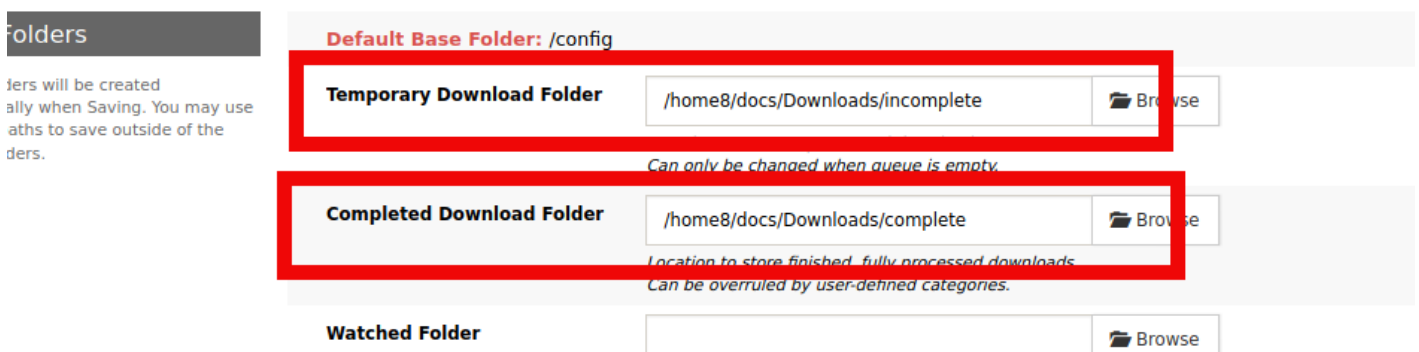 Folders
ders will be created
ally when Saving. You may use
aths to save outside of the
ders.
Default Base Folder: /config
Temporary Download Folder
/home8/docs/Downloads/incomplete
Browse
Can only be changed when queue is empty.
Completed Download Folder
/home8/docs/Downloads/complete
Browse
Location to store finished, fully processed downloads.
Can be overruled by user-defined categories.
Watched Folder
Browse